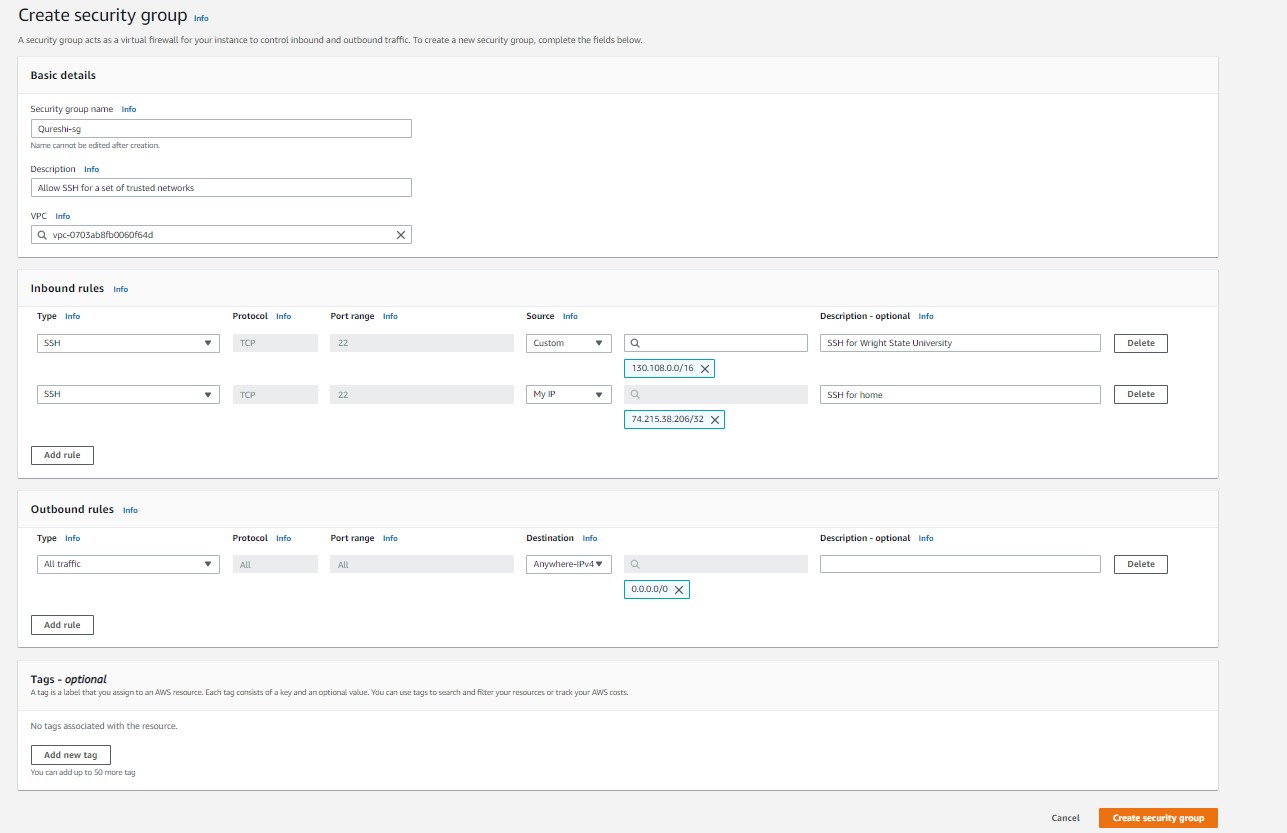 Create security group Info
A security group acts as a virtual firewall for your instance to control inbound and outbound traffic. To create a new security group, complete the fields below.
Basic details
Security group name Info
Qureshi-sg
Name cannot be edited after creation.
Description Info
Allow SSH for a set of trusted networks
VPC Info
vpc-0703ab8fb0060f64d
Inbound rules Info
Type Info Protocol Info Port range Info Source Info Description - optional Info
SSH TCP 22 Custom SSH for Wright State University Delete
130.108.0.0/16
SSH TCP 22 My IP SSH for home Delete
74.215.38.206/32
Add rule
Outbound rules Info
Type Info Protocol Info Port range Info Destination Info Description - optional Info
All traffic All All Anywhere-IPv4 Delete
0.0.0.0/0
Add rule
Tags - optional
A tag is a label that you assign to an AWS resource. Each tag consists of a key and an optional value. You can use tags to search and filter your resources or track your AWS costs.
No tags associated with the resource.
Add new tag
You can add up to 50 more tag
Cancel Create security group